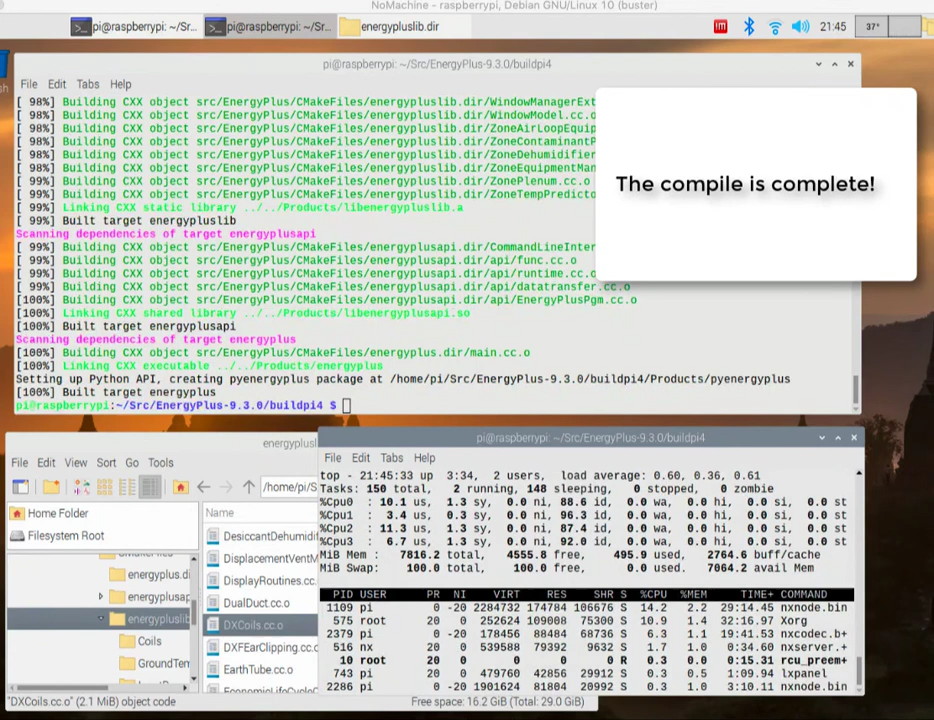 NoMachine - raspberrypi, Debian GNU/Linux 10 (buster)
pi@raspberrypi: ~/Sr...
pi@raspberrypi: ~/Sr...
energypluslib.dir
21:45
37°
pi@raspberrypi: ~/Src/EnergyPlus-9.3.0/buildpi4
File Edit Tabs Help
[ 98%] Building CXX object src/EnergyPlus/CMakeFiles/energypluslib.dir/WindowManagerExt
[ 98%] Building CXX object src/EnergyPlus/CMakeFiles/energypluslib.dir/WindowModel.cc.o
[ 98%] Building CXX object src/EnergyPlus/CMakeFiles/energypluslib.dir/ZoneAirLoopEquip
[ 98%] Building CXX object src/EnergyPlus/CMakeFiles/energypluslib.dir/ZoneContaminantP
[ 98%] Building CXX object src/EnergyPlus/CMakeFiles/energypluslib.dir/ZoneDehumidifier
[ 98%] Building CXX object src/EnergyPlus/CMakeFiles/energypluslib.dir/ZoneEquipmentMan
[ 99%] Building CXX object src/EnergyPlus/CMakeFiles/energypluslib.dir/ZonePlenum.cc.o
[ 99%] Building CXX object src/EnergyPlus/CMakeFiles/energypluslib.dir/ZoneTempPredicto
[ 99%] Linking CXX static library ../../Products/libenergypluslib.a
[ 99%] Built target energypluslib
Scanning dependencies of target energyplusapi
[ 99%] Building CXX object src/EnergyPlus/CMakeFiles/energyplusapi.dir/CommandLineInter
[ 99%] Building CXX object src/EnergyPlus/CMakeFiles/energyplusapi.dir/api/func.cc.o
[ 99%] Building CXX object src/EnergyPlus/CMakeFiles/energyplusapi.dir/api/runtime.cc.o
[ 99%] Building CXX object src/EnergyPlus/CMakeFiles/energyplusapi.dir/api/datatransfer.cc.o
[100%] Building CXX object src/EnergyPlus/CMakeFiles/energyplusapi.dir/api/EnergyPlusPgm.cc.o
[100%] Linking CXX shared library ../../Products/libenergyplusapi.so
[100%] Built target energyplusapi
Scanning dependencies of target energyplus
[100%] Building CXX object src/EnergyPlus/CMakeFiles/energyplus.dir/main.cc.o
[100%] Linking CXX executable ../../Products/energyplus
Setting up Python API, creating pyenergyplus package at /home/pi/Src/EnergyPlus-9.3.0/buildpi4/Products/pyenergyplus
[100%] Built target energyplus
pi@raspberrypi:~/Src/EnergyPlus-9.3.0/buildpi4 $
The compile is complete!
energyplusl
File Edit View Sort Go Tools
/home/pi/S
Home Folder
Filesystem Root
energyplus.di
energyplusap
energypluslib
Coils
GroundTem
Name
DesiccantDehumidif
DisplacementVentM
DisplayRoutines.cc
DualDuct.cc.o
DXCoils.cc.o
DXFEarClipping.cc.o
EarthTube.cc.o
"DXCoils.cc.o" (2.1 MiB) object code
Free space: 16.2 GiB (Total: 29.0 GiB)
pi@raspberrypi: ~/Src/EnergyPlus-9.3.0/buildpi4
File Edit Tabs Help
top - 21:45:33 up 3:34, 2 users, load average: 0.60, 0.36, 0.61
Tasks: 150 total, 2 running, 148 sleeping, 0 stopped, 0 zombie
%Cpu0 : 10.1 us, 1.3 sy, 0.0 ni, 88.6 id, 0.0 wa, 0.0 hi, 0.0 si, 0.0 st
%Cpu1 : 3.4 us, 0.3 sy, 0.0 ni, 96.3 id, 0.0 wa, 0.0 hi, 0.0 si, 0.0 st
%Cpu2 : 11.3 us, 1.3 sy, 0.0 ni, 87.4 id, 0.0 wa, 0.0 hi, 0.0 si, 0.0 st
%Cpu3 : 6.7 us, 1.3 sy, 0.0 ni, 92.0 id, 0.0 wa, 0.0 hi, 0.0 si, 0.0 st
MiB Mem : 7816.2 total, 4555.8 free, 495.9 used, 2764.6 buff/cache
MiB Swap: 100.0 total, 100.0 free, 0.0 used. 7064.2 avail Mem
PID USER PR NI VIRT RES SHR S %CPU %MEM TIME+ COMMAND
1109 pi 0 -20 2284732 174784 106676 S 14.2 2.2 29:14.45 nxnode.bin
575 root 20 0 252624 109008 75300 S 10.9 1.4 32:16.97 Xorg
2379 pi 0 -20 178456 88484 68736 S 6.3 1.1 19:41.53 nxcodec.b+
516 nx 20 0 539588 79392 9632 S 1.7 1.0 0:34.60 nxserver.+
10 root 20 0 0 0 0 R 0.3 0.0 0:15.31 rcu_preem+
743 pi 20 0 479760 42656 29912 S 0.3 0.5 1:09.94 lxpanel
2286 pi 0 -20 1901624 81804 20992 S 0.3 1.0 3:10.11 nxnode.bin